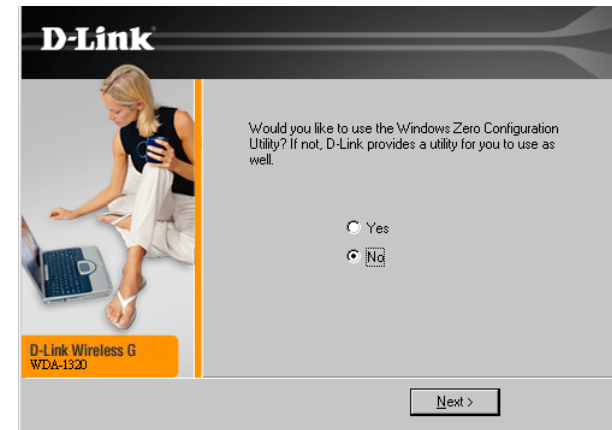 D-Link
Would you like to use the Windows Zero Configuration
Utility? If not, D-Link provides a utility for you to use as
well.
Yes
No
D-Link Wireless G
WDA-1320
Next >